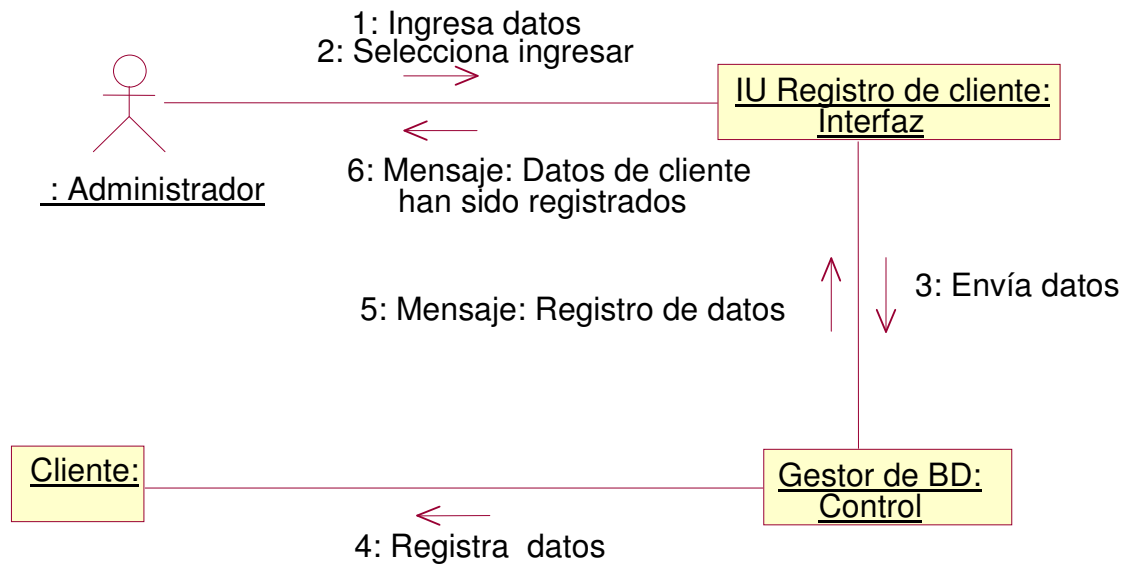 1: Ingresa datos
2: Selecciona ingresar
IU Registro de cliente:
Interfaz
: Administrador
6: Mensaje: Datos de cliente
han sido registrados
3: Envía datos
5: Mensaje: Registro de datos
Cliente:
Gestor de BD:
Control
4: Registra datos